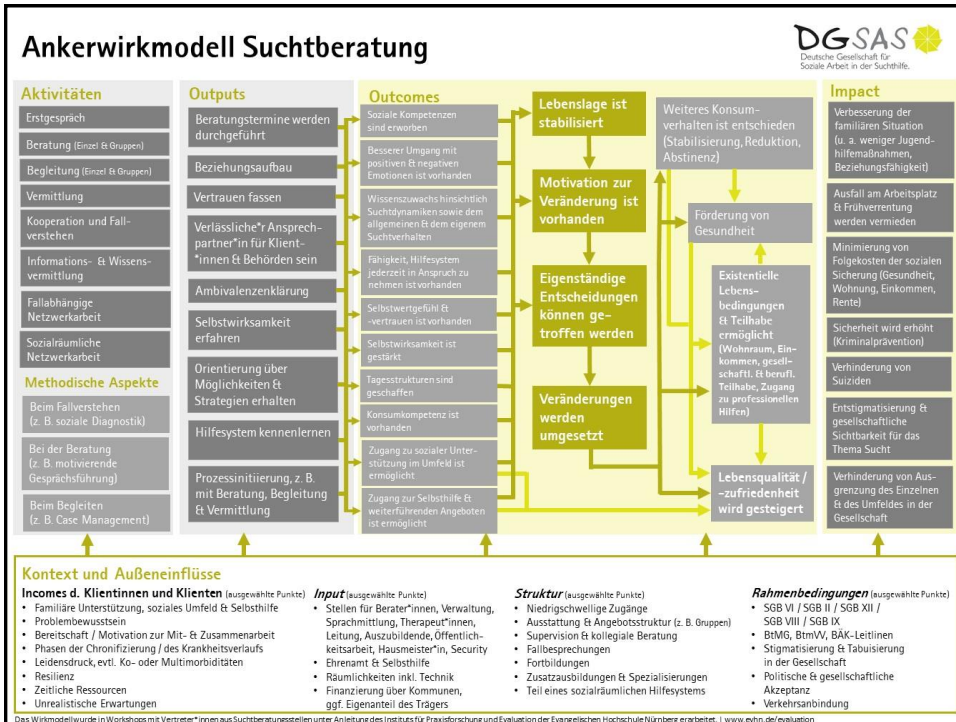 Ankerwirkmodell Suchtberatung
DGSAS
Deutsche Gesellschaft für
Soziale Arbeit in der Suchthilfe.
Aktivitäten
Erstgespräch
Beratung (Einzel & Gruppen)
Begleitung (Einzel & Gruppen)
Vermittlung
Kooperation und Fall-
verstehen
Informations- & Wissens-
vermittlung
Fallabhängige
Netzwerkarbeit
Sozialräumliche
Netzwerkarbeit
Methodische Aspekte
Beim Fallverstehen
(z. B. soziale Diagnostik)
Bei der Beratung
(z. B. motivierende
Gesprächsführung)
Beim Begleiten
(z. B. Case Management)
Outputs
Beratungstermine werden
durchgeführt
Beziehungsaufbau
Vertrauen fassen
Verlässliche*r Ansprech-
partner*in für Klient-
*innen & Behörden sein
Ambivalenzenklärung
Selbstwirksamkeit
erfahren
Orientierung über
Möglichkeiten &
Strategien erhalten
Hilfesystem kennenlernen
Prozessinitiierung, z. B.
mit Beratung, Begleitung
& Vermittlung
Outcomes
Soziale Kompetenzen
sind erworben
Besserer Umgang mit
positiven & negativen
Emotionen ist vorhanden
Wissenszuwachs hinsichtlich
Suchtdynamiken sowie dem
allgemeinen & dem eigenem
Suchtverhalten
Fähigkeit, Hilfesystem
jederzeit in Anspruch zu
nehmen ist vorhanden
Selbstwertgefühl &
-vertrauen ist vorhanden
Selbstwirksamkeit ist
gestärkt
Tagesstrukturen sind
geschaffen
Konsumkompetenz ist
vorhanden
Zugang zu sozialer Unter-
stützung im Umfeld ist
ermöglicht
Zugang zur Selbsthilfe &
weiterführenden Angeboten
ist ermöglicht
Lebenslage ist
stabilisiert
Motivation zur
Veränderung ist
vorhanden
Eigenständige
Entscheidungen
können ge-
troffen werden
Veränderungen
werden
umgesetzt
Weiteres Konsum-
verhalten ist entschieden
(Stabilisierung, Reduktion,
Abstinenz)
Förderung von
Gesundheit
Existentielle
Lebens-
bedingungen
& Teilhabe
ermöglicht
(Wohnraum, Ein-
kommen, gesell-
schaftl. & berufl.
Teilhabe, Zugang
zu professionellen
Hilfen)
Lebensqualität /
-zufriedenheit
wird gesteigert
Impact
Verbesserung der
familiären Situation
(u. a. weniger Jugend-
hilfemaßnahmen,
Beziehungsfähigkeit)
Ausfall am Arbeitsplatz
& Frühverrentung
werden vermieden
Minimierung von
Folgekosten der sozialen
Sicherung (Gesundheit,
Wohnung, Einkommen,
Rente)
Sicherheit wird erhöht
(Kriminalprävention)
Verhinderung von
Suiziden
Entstigmatisierung &
gesellschaftliche
Sichtbarkeit für das
Thema Sucht
Verhinderung von Aus-
grenzung des Einzelnen
& des Umfeldes in der
Gesellschaft
Kontext und Außeneinflüsse
Incomes d. Klientinnen und Klienten (ausgewählte Punkte)
• Familiäre Unterstützung, soziales Umfeld & Selbsthilfe
• Problembewusstsein
• Bereitschaft / Motivation zur Mit- & Zusammenarbeit
• Phasen der Chronifizierung / des Krankheitsverlaufs
• Leidensdruck, evtl. Ko- oder Multimorbiditäten
• Resilienz
• Zeitliche Ressourcen
• Unrealistische Erwartungen
Input (ausgewählte Punkte)
• Stellen für Berater*innen, Verwaltung,
Sprachmittlung, Therapeut*innen,
Leitung, Auszubildende, Öffentlich-
keitsarbeit, Hausmeister*in, Security
• Ehrenamt & Selbsthilfe
• Räumlichkeiten inkl. Technik
• Finanzierung über Kommunen,
ggf. Eigenanteil des Trägers
Struktur (ausgewählte Punkte)
• Niedrigschwellige Zugänge
• Ausstattung & Angebotsstruktur (z. B. Gruppen)
• Supervision & kollegiale Beratung
• Fallbesprechungen
• Fortbildungen
• Zusatzausbildungen & Spezialisierungen
• Teil eines sozialräumlichen Hilfesystems
Rahmenbedingungen (ausgewählte Punkte)
• SGB VI / SGB II / SGB XII /
SGB VIII / SGB IX
• BtMG, BtmVV, BÄK-Leitlinen
• Stigmatisierung & Tabuisierung
in der Gesellschaft
• Politische & gesellschaftliche
Akzeptanz
• Verkehrsanbindung
Das Wirkmodell wurde in Workshops mit Vertreter*innen aus Suchtberatungsstellen unter Anleitung des Instituts für Praxisforschung und Evaluation der Evangelischen Hochschule Nürnberg erarbeitet. | www.evhn.de/evaluation